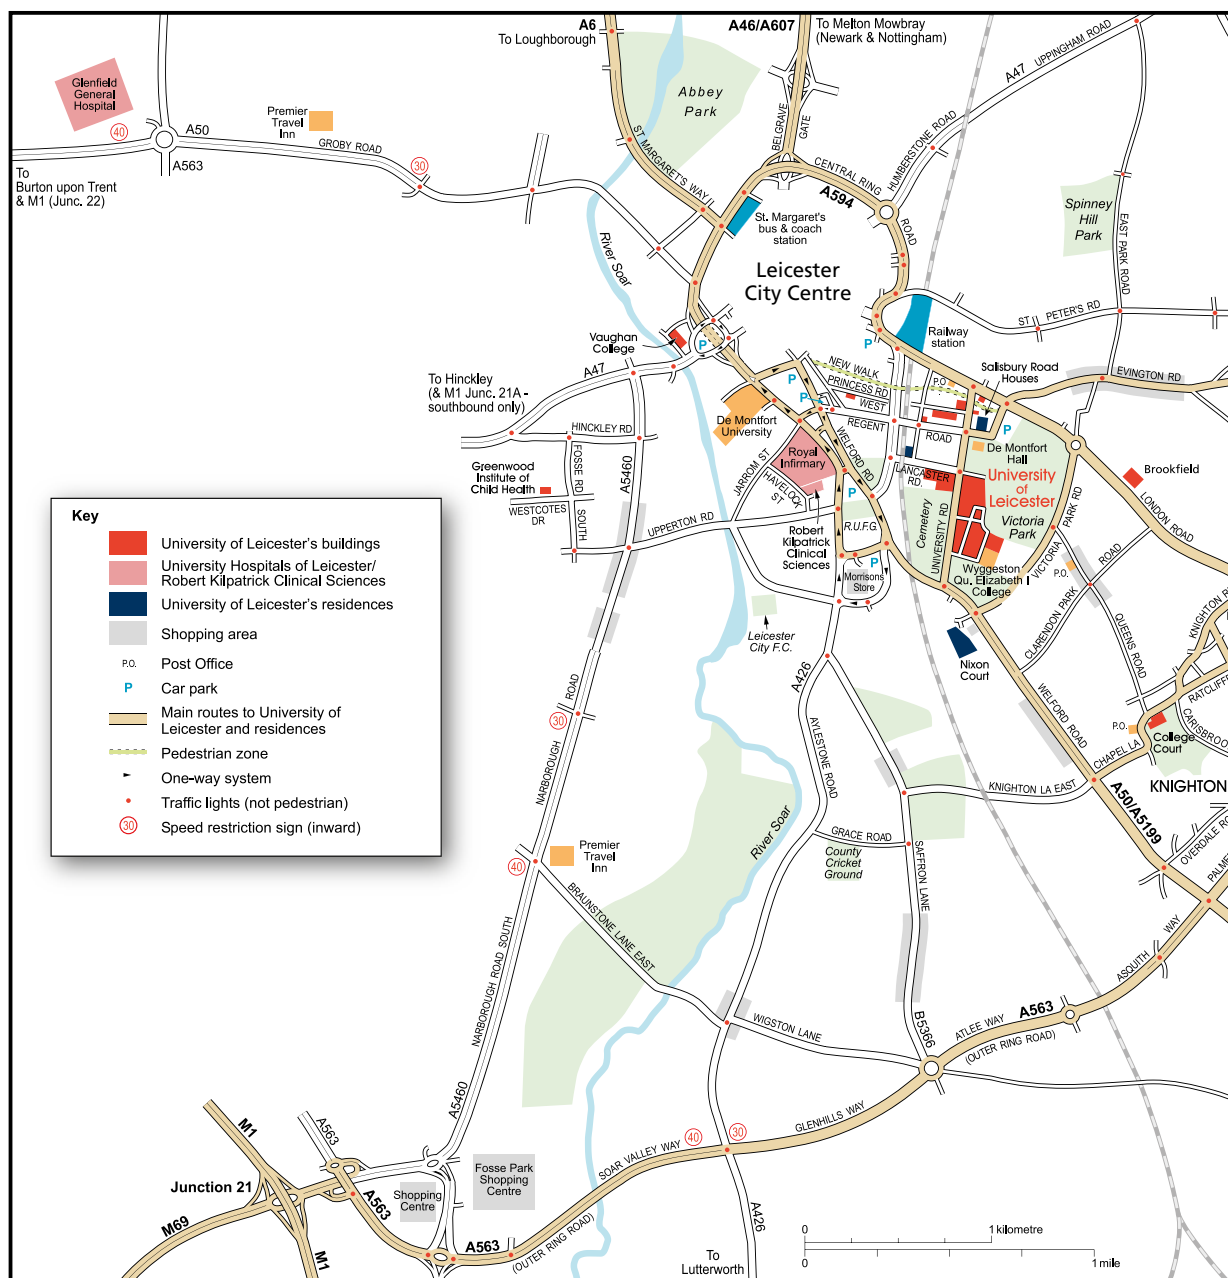 A6
To Loughborough
A46/A607
To Melton Mowbray
(Newark & Nottingham)
A47
UPPINGHAM ROAD
Glenfield
General
Hospital
40
A50
A563
Premier
Travel
Inn
GROBY ROAD
30
To
Burton upon Trent
& M1 (Junc. 22)
Abbey
Park
ST MARGARET'S WAY
BELGRAVE
GATE
CENTRAL RING
ROAD
A594
HUMBERSTONE ROAD
Spinney
Hill
Park
EAST PARK ROAD
St. Margaret's
bus & coach
station
River Soar
Leicester
City Centre
ST PETER'S RD
Railway
station
Vaughan
College
P
P
A47
To Hinckley
(& M1 Junc. 21A -
southbound only)
NEW WALK
PRINCESS RD
WEST
REGENT
ROAD
P.O.
Salisbury Road
Houses
EVINGTON RD
P
P
P
De Montfort
University
WELFORD RD
De Montfort
Hall
HINCKLEY RD
FOSSE RD
SOUTH
A5460
Greenwood
Institute of
Child Health
WESTCOTES
DR
JARROM ST
Royal
Infirmary
HAVELOCK
ST
LANCASTER
RD.
University
of
Leicester
Brookfield
LONDON ROAD
UPPERTON RD
Robert
Kilpatrick
Clinical
Sciences
P
R.U.F.G.
Cemetery
UNIVERSITY RD
Victoria
Park
VICTORIA PARK RD
P
Morrisons
Store
Wyggeston
Qu. Elizabeth I
College
P.O.
CLARENDON PARK ROAD
QUEENS ROAD
KNIGHTON R
RATCLIFF
Leicester
City F.C.
Nixon
Court
WELFORD ROAD
P.O.
College
Court
CARISBROO
CHAPEL LA
KNIGHTON
Key
University of Leicester's buildings
University Hospitals of Leicester/
Robert Kilpatrick Clinical Sciences
University of Leicester's residences
Shopping area
P.O. Post Office
P Car park
Main routes to University of
Leicester and residences
Pedestrian zone
One-way system
Traffic lights (not pedestrian)
30 Speed restriction sign (inward)
30
NARBOROUGH ROAD
A426
AYLESTONE ROAD
KNIGHTON LA EAST
A50/A5199
OVERDALE RO
PALME
GRACE ROAD
County
Cricket
Ground
SAFFRON LANE
River Soar
40
Premier
Travel
Inn
BRAUNSTONE LANE EAST
NARBOROUGH ROAD SOUTH
A5460
WIGSTON LANE
B5366
ATLEE WAY
(OUTER RING ROAD)
A563
ASQUITH WAY
GLENHILLS WAY
SOAR VALLEY WAY
40
30
(OUTER RING ROAD)
M1
A563
Junction 21
M69
M1
A563
Shopping
Centre
Fosse Park
Shopping
Centre
A563
A426
To
Lutterworth
0 1 kilometre
0 1 mile